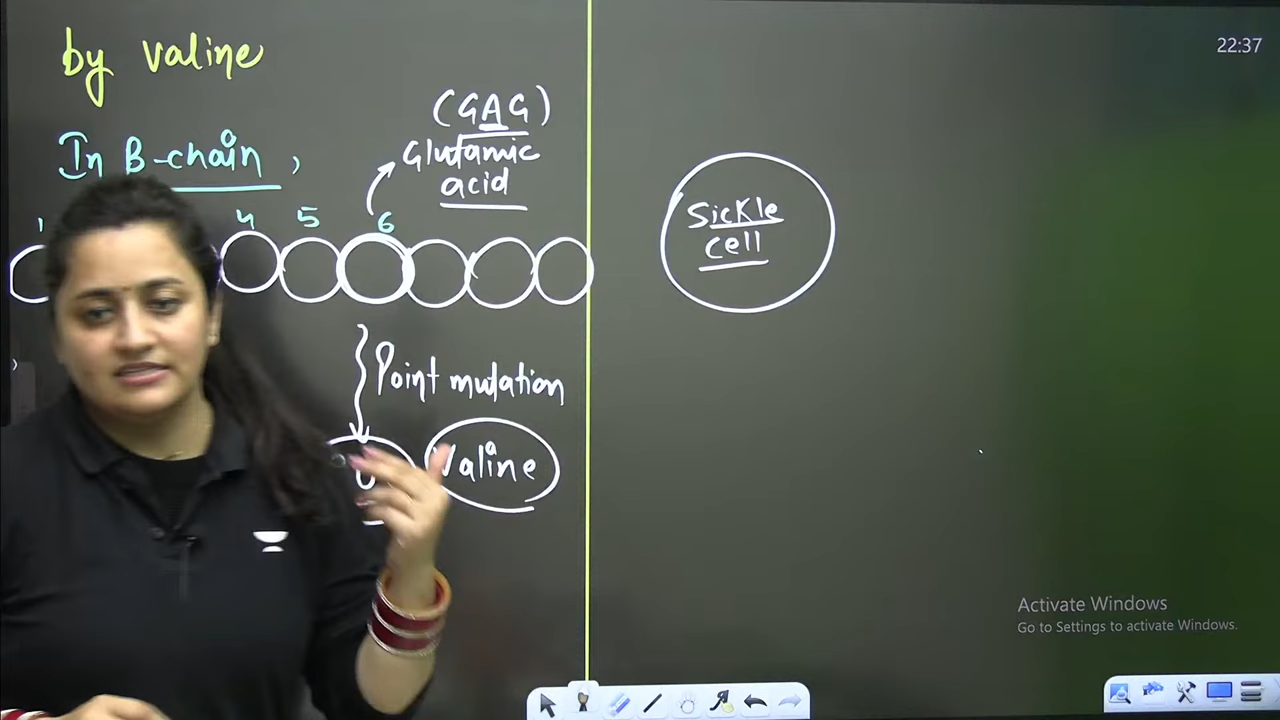 by valine
(GAG)
In B-chain,
Glutamic
acid
1 4 5 6
Point mutation
Valine
Sickle
cell
22:37
Activate Windows
Go to Settings to activate Windows.